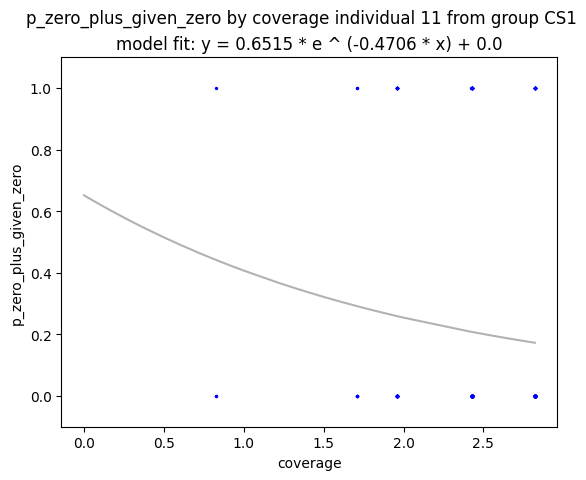 p_zero_plus_given_zero by coverage individual 11 from group CS1
model fit: y = 0.6515 * e ^ (-0.4706 * x) + 0.0
1.0
0.8
0.6
0.4
0.2
0.0
p_zero_plus_given_zero
0.0 0.5 1.0 1.5 2.0 2.5
coverage